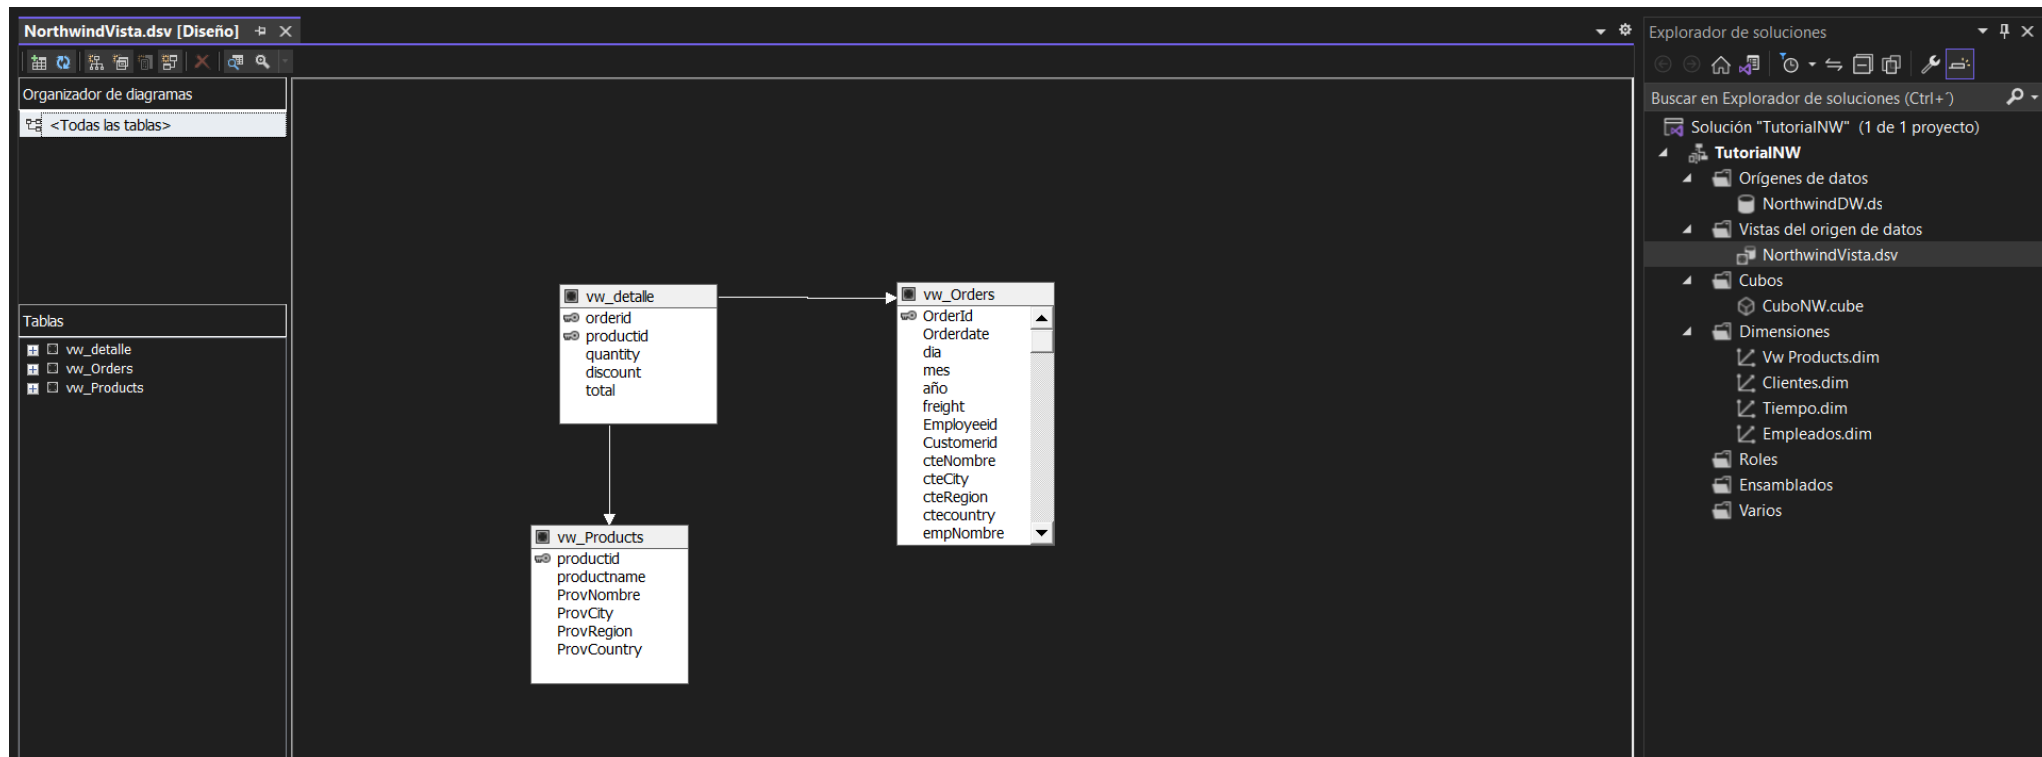 NorthwindVista.dsv [Diseño]
Organizador de diagramas
<Todas las tablas>
Tablas
vw_detalle
vw_Orders
vw_Products
vw_detalle
orderid
productid
quantity
discount
total
vw_Orders
OrderId
Orderdate
dia
mes
año
freight
Employeeid
Customerid
cteNombre
cteCity
cteRegion
ctecountry
empNombre
vw_Products
productid
productname
ProvNombre
ProvCity
ProvRegion
ProvCountry
Explorador de soluciones
Buscar en Explorador de soluciones (Ctrl+´)
Solución "TutorialNW" (1 de 1 proyecto)
TutorialNW
Orígenes de datos
NorthwindDW.ds
Vistas del origen de datos
NorthwindVista.dsv
Cubos
CuboNW.cube
Dimensiones
Vw Products.dim
Clientes.dim
Tiempo.dim
Empleados.dim
Roles
Ensamblados
Varios